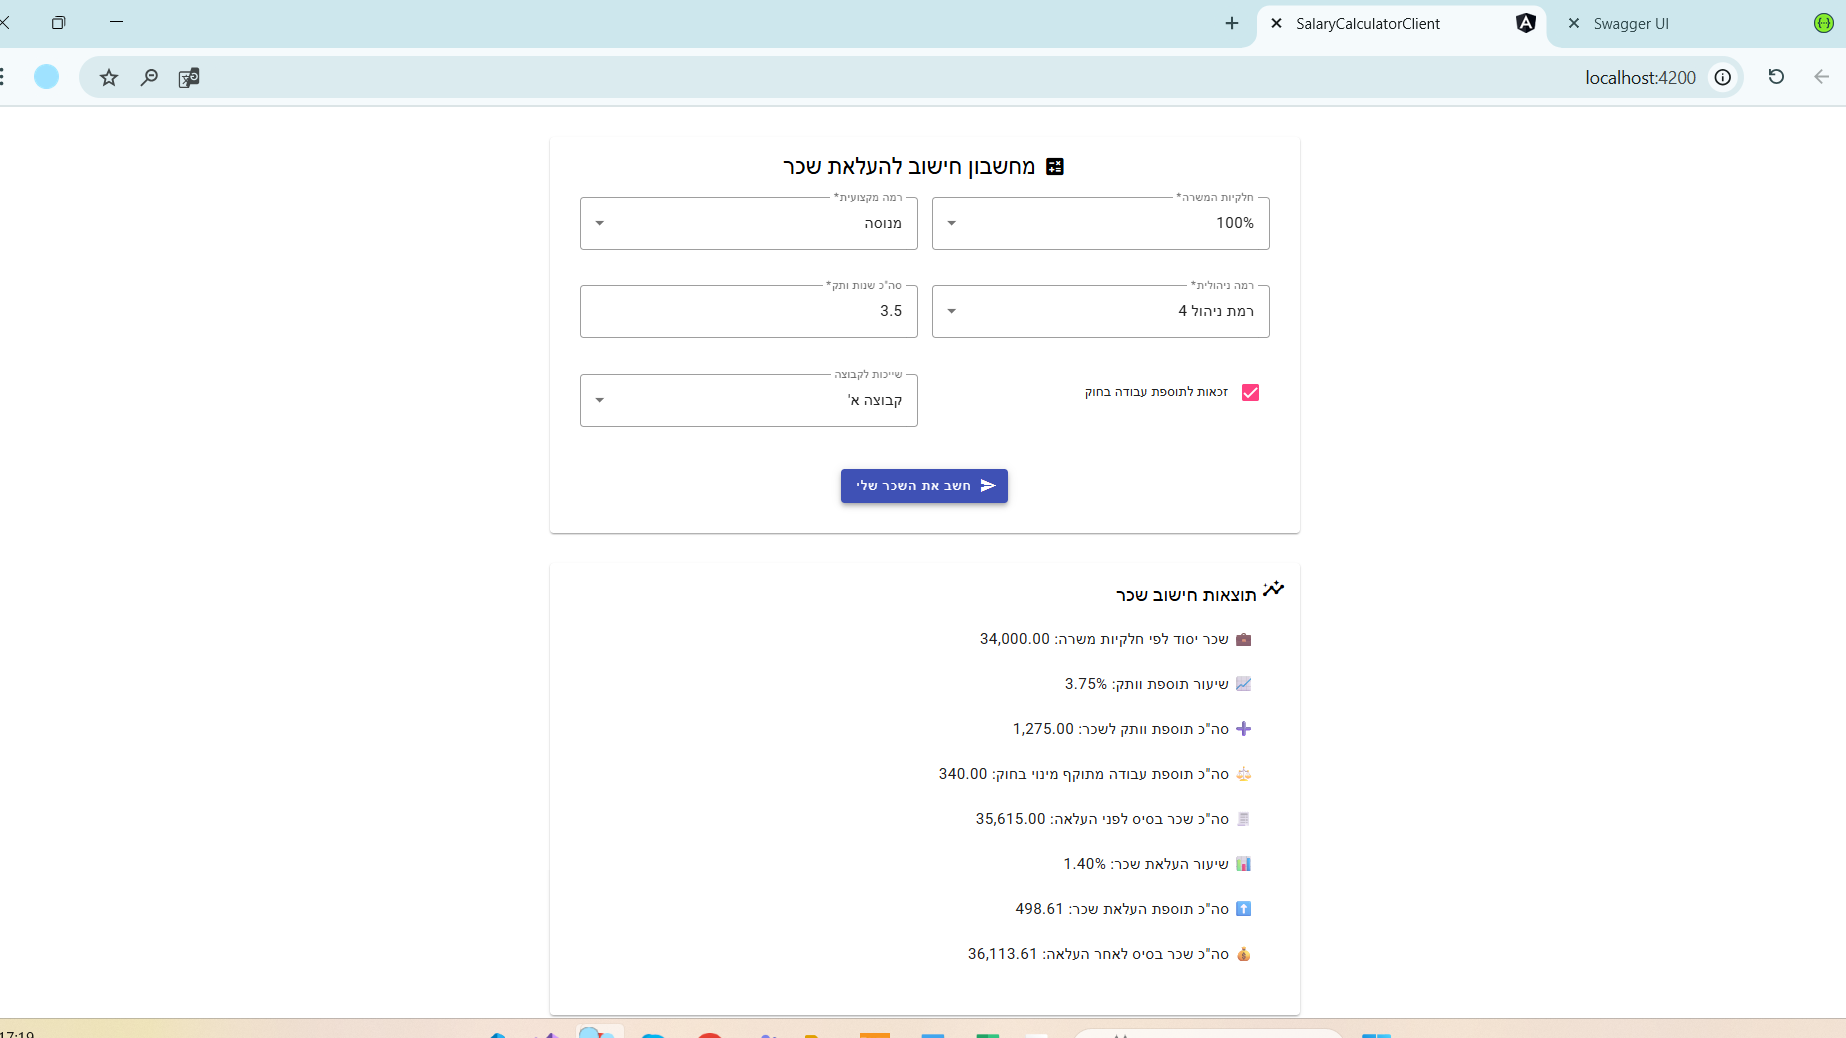 SalaryCalculatorClient
Swagger UI
localhost:4200
מחשבון חישוב להעלאת שכר
חלקיות המשרה*
100%
רמה מקצועית*
מנוסה
רמה ניהולית*
רמת ניהול 4
סה"כ שנות ותק*
3.5
זכאות לתוספת עבודה בחוק
שייכות לקבוצה
קבוצה א'
חשב את השכר שלי
תוצאות חישוב שכר
שכר יסוד לפי חלקיות משרה: 34,000.00
שיעור תוספת וותק: 3.75%
סה"כ תוספת וותק לשכר: 1,275.00
סה"כ תוספת עבודה מתוקף מינוי בחוק: 340.00
סה"כ שכר בסיס לפני העלאה: 35,615.00
שיעור העלאת שכר: 1.40%
סה"כ תוספת העלאת שכר: 498.61
סה"כ שכר בסיס לאחר העלאה: 36,113.61
17:19